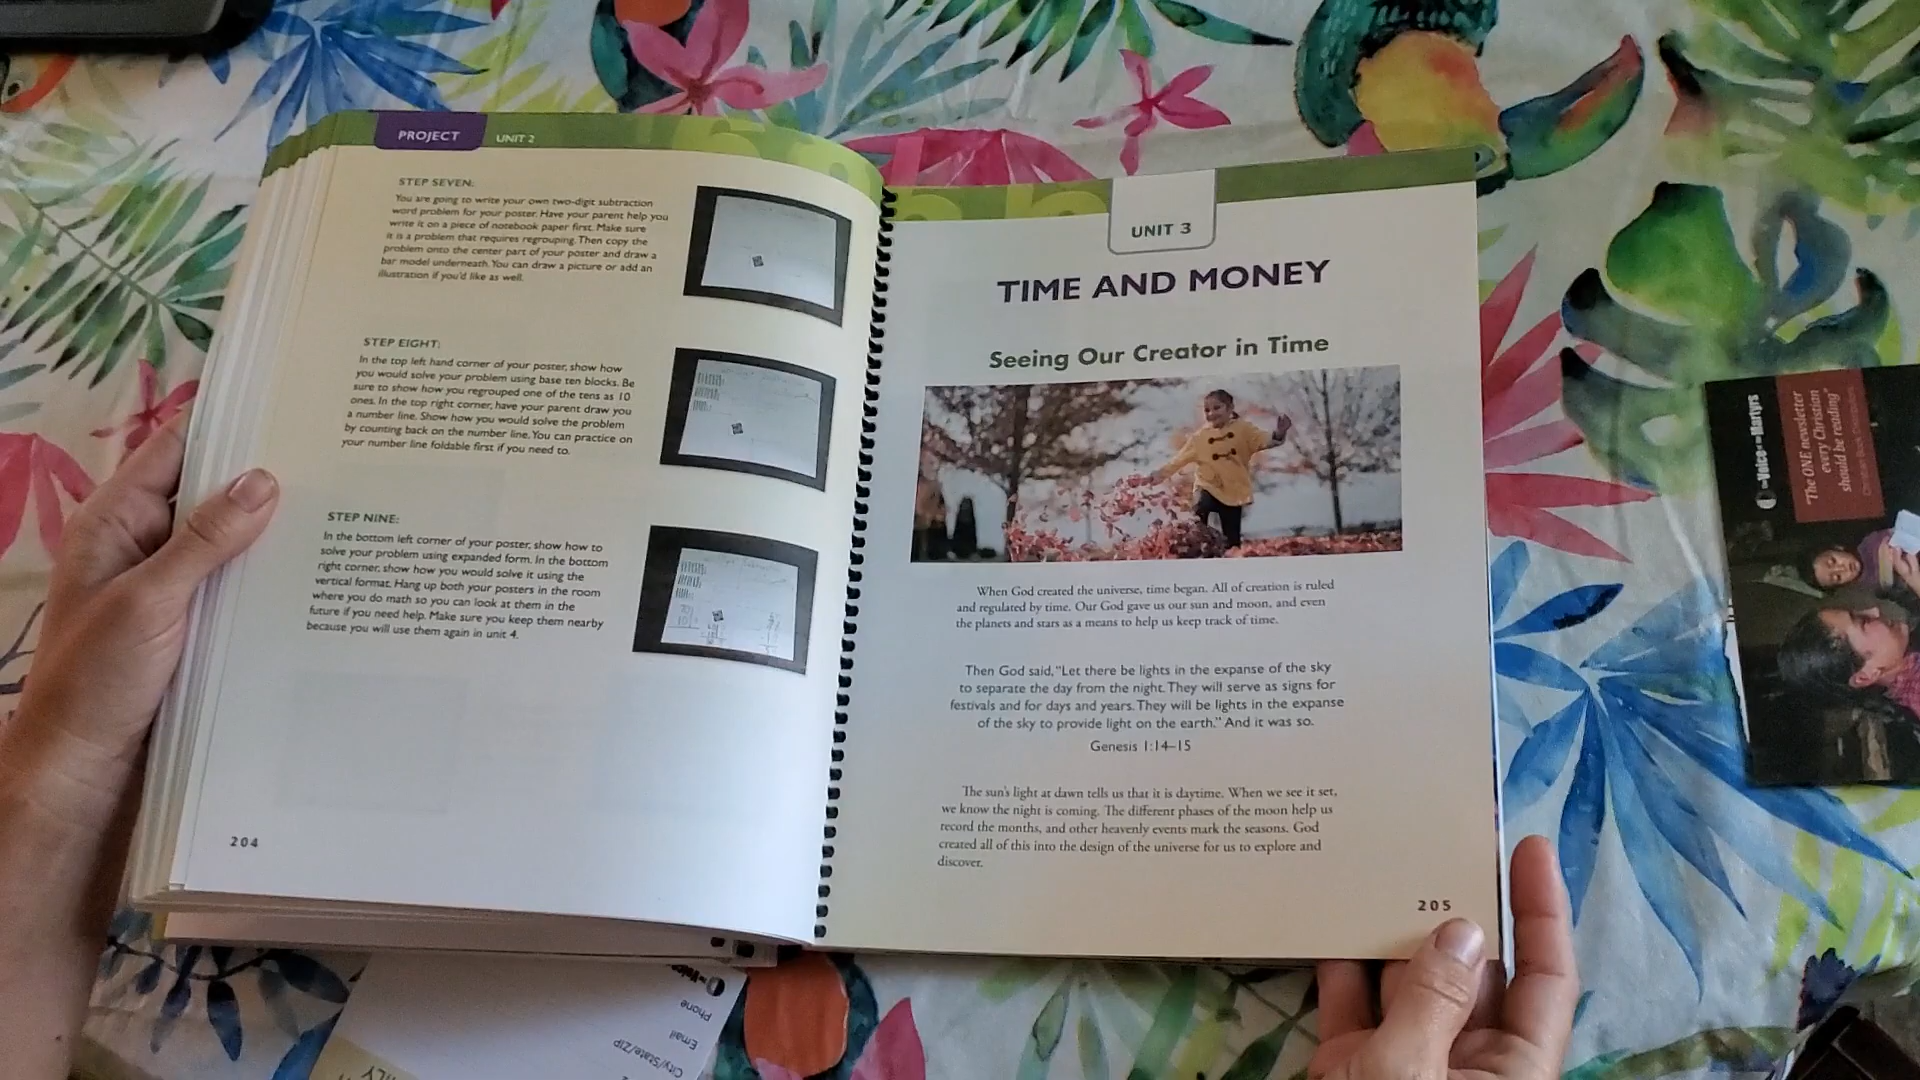 PROJECT
UNIT 2
STEP SEVEN:
You are going to write your own two-digit subtraction
word problem for your poster. Have your parent help you
write it on a piece of notebook paper first. Make sure
it is a problem that requires regrouping. Then copy the
problem onto the center part of your poster and draw a
bar model underneath. You can draw a picture or add an
illustration if you'd like as well.
STEP EIGHT:
In the top left hand corner of your poster, show how
you would solve your problem using base ten blocks. Be
sure to show how you regrouped one of the tens as 10
ones. In the top right corner, have your parent draw you
a number line. Show how you would solve the problem
by counting back on the number line. You can practice on
your number line foldable first if you need to.
STEP NINE:
In the bottom left corner of your poster, show how to
solve your problem using expanded form. In the bottom
right corner, show how you would solve it using the
vertical format. Hang up both your posters in the room
where you do math so you can look at them in the
future if you need help. Make sure you keep them nearby
because you will use them again in unit 4.
204
UNIT 3
TIME AND MONEY
Seeing Our Creator in Time
When God created the universe, time began. All of creation is ruled
and regulated by time. Our God gave us our sun and moon, and even
the planets and stars as a means to help us keep track of time.
Then God said, "Let there be lights in the expanse of the sky
to separate the day from the night. They will serve as signs for
festivals and for days and years. They will be lights in the expanse
of the sky to provide light on the earth." And it was so.
Genesis 1:14–15
The sun's light at dawn tells us that it is daytime. When we see it set,
we know the night is coming. The different phases of the moon help us
record the months, and other heavenly events mark the seasons. God
created all of this into the design of the universe for us to explore and
discover.
205
Voice Martyrs
"The ONE newsletter
every Christian
should be reading"
Phone
Email
City/State/ZIP